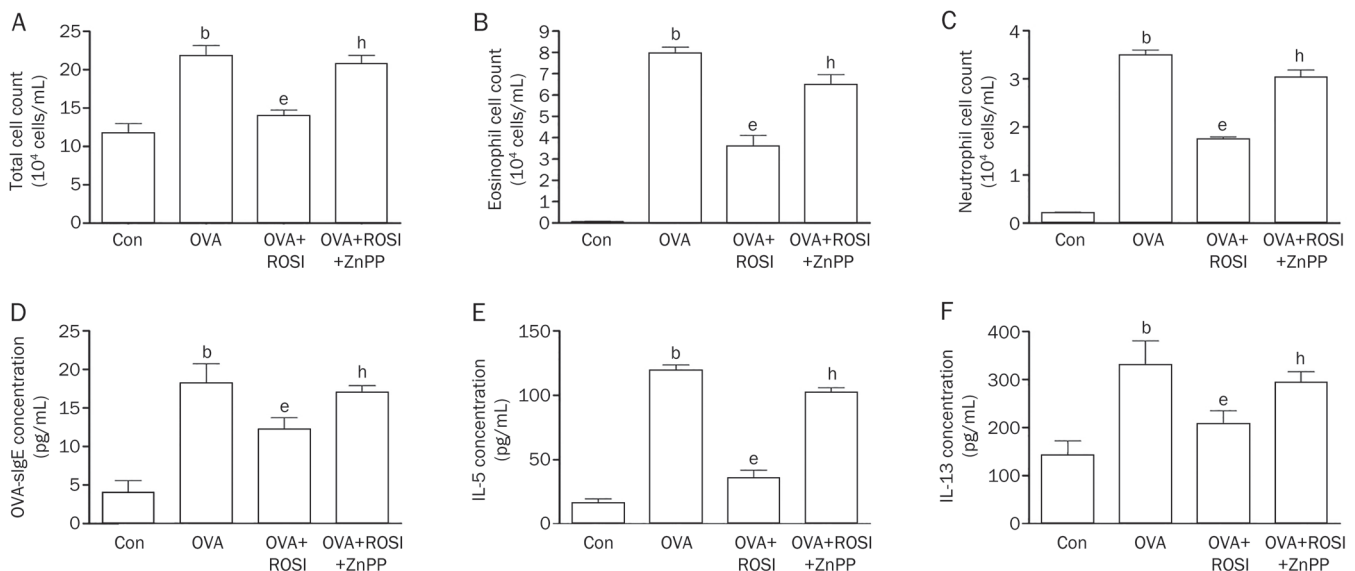 A
Total cell count
(10⁴ cells/mL)
25
20
15
10
5
0
b
e
h
Con
OVA
OVA+
ROSI
OVA+ROSI
+ZnPP
B
Eosinophil cell count
(10⁴ cells/mL)
9
8
7
6
5
4
3
2
1
0
b
e
h
Con
OVA
OVA+
ROSI
OVA+ROSI
+ZnPP
C
Neutrophil cell count
(10⁴ cells/mL)
4
3
2
1
0
b
e
h
Con
OVA
OVA+
ROSI
OVA+ROSI
+ZnPP
D
OVA-sIgE concentration
(pg/mL)
25
20
15
10
5
0
b
e
h
Con
OVA
OVA+
ROSI
OVA+ROSI
+ZnPP
E
IL-5 concentration
(pg/mL)
150
100
50
0
b
e
h
Con
OVA
OVA+
ROSI
OVA+ROSI
+ZnPP
F
IL-13 concentration
(pg/mL)
400
300
200
100
0
b
e
h
Con
OVA
OVA+
ROSI
OVA+ROSI
+ZnPP